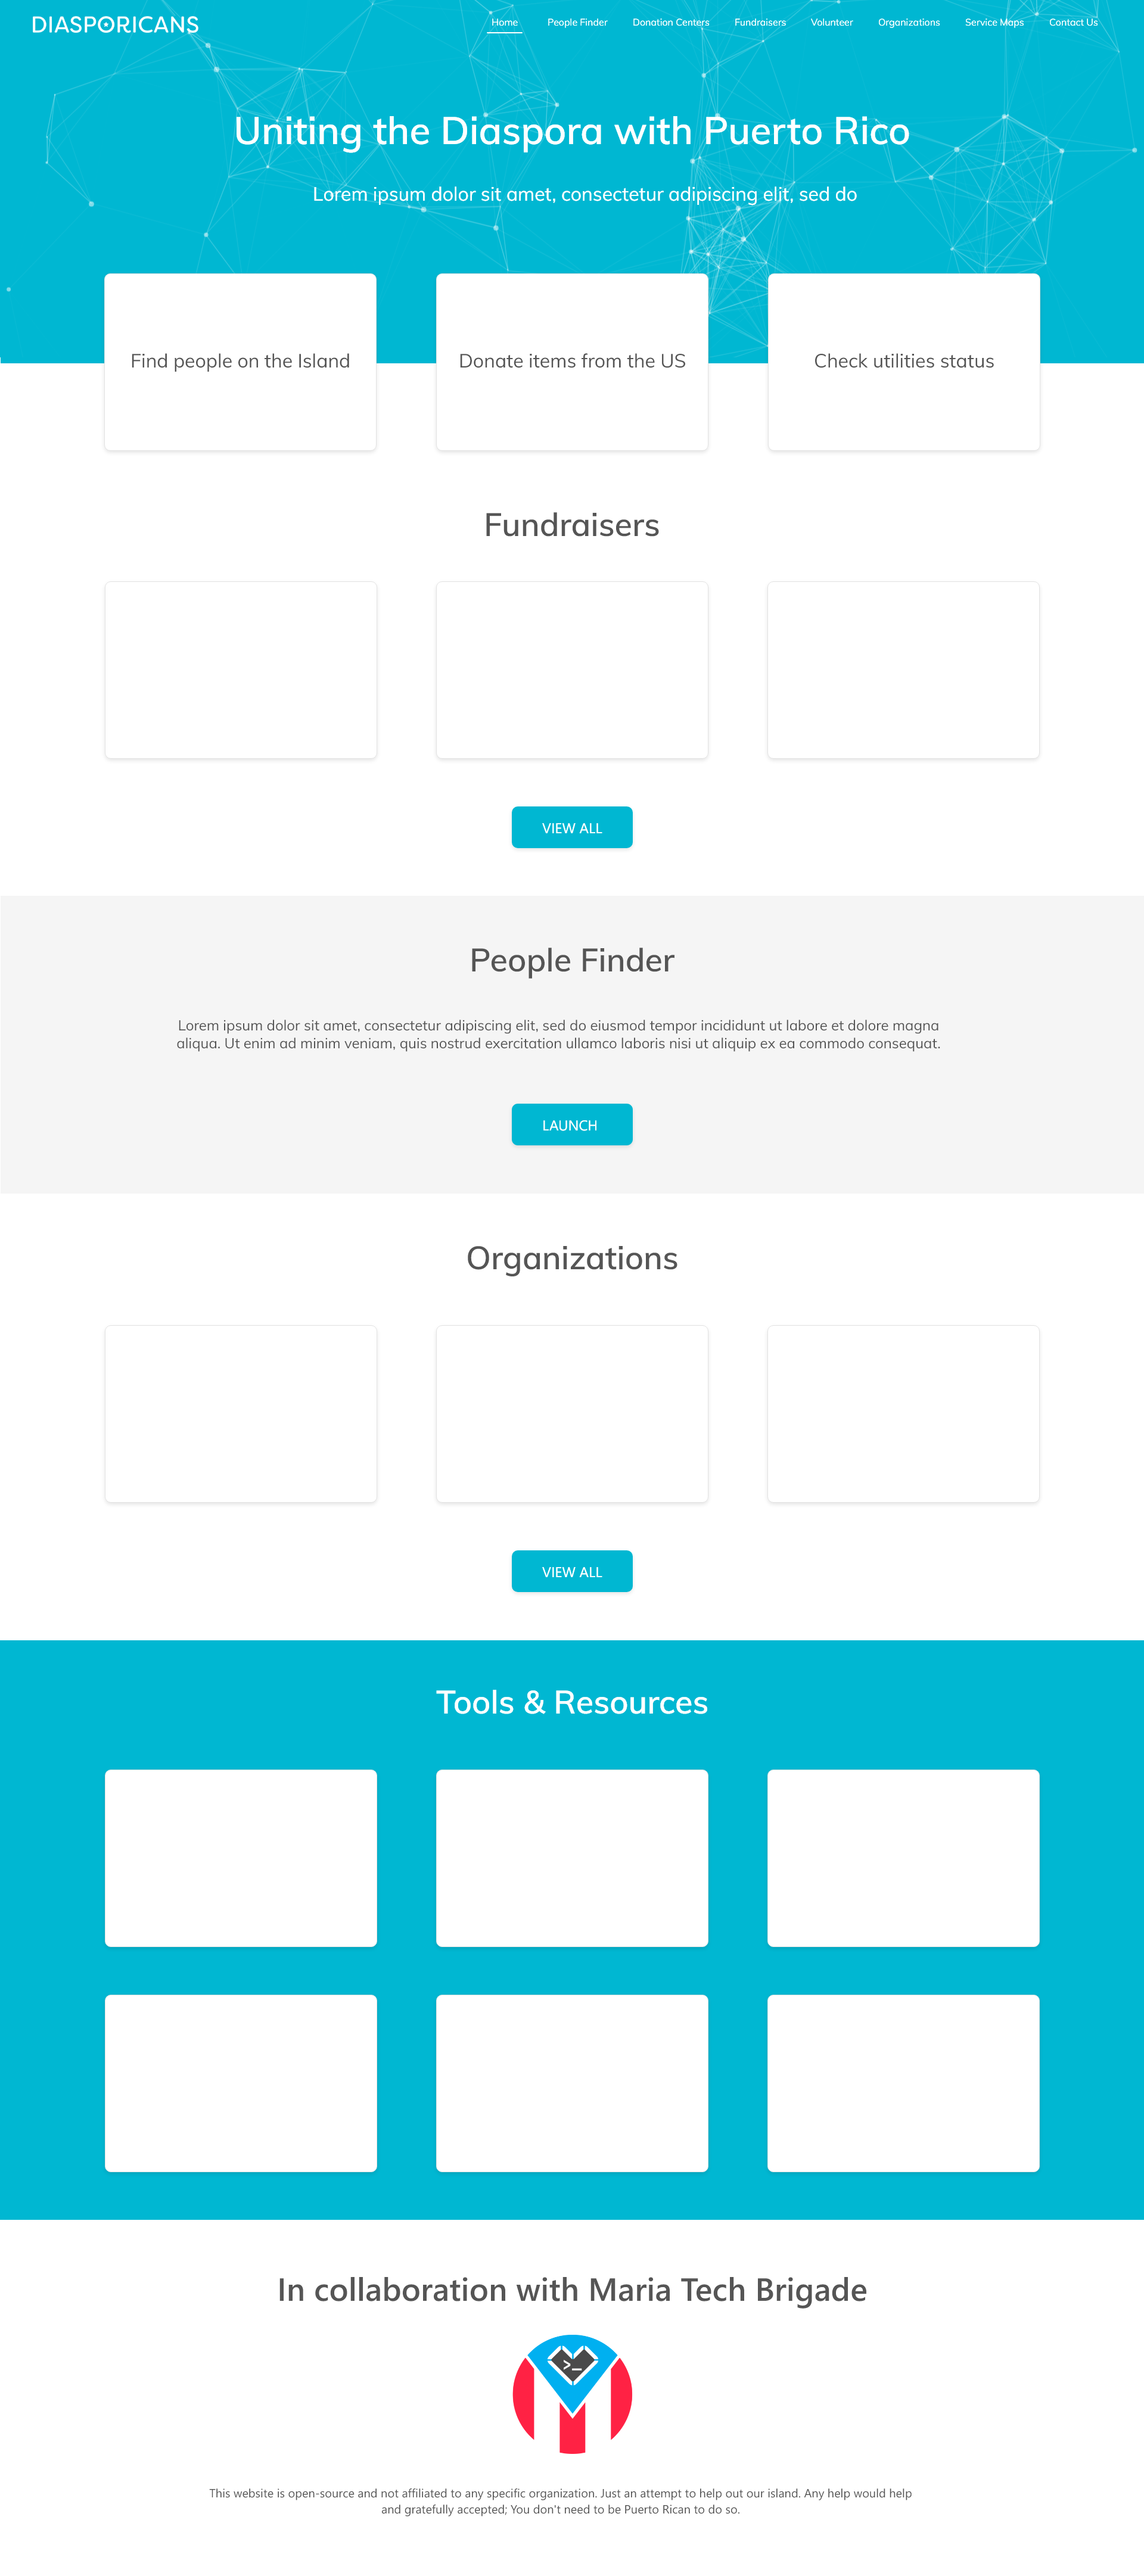 DIASPORICANS
Home People Finder Donation Centers Fundraisers Volunteer Organizations Service Maps Contact Us
Uniting the Diaspora with Puerto Rico
Lorem ipsum dolor sit amet, consectetur adipiscing elit, sed do
Find people on the Island
Donate items from the US
Check utilities status
Fundraisers
VIEW ALL
People Finder
Lorem ipsum dolor sit amet, consectetur adipiscing elit, sed do eiusmod tempor incididunt ut labore et dolore magna
aliqua. Ut enim ad minim veniam, quis nostrud exercitation ullamco laboris nisi ut aliquip ex ea commodo consequat.
LAUNCH
Organizations
VIEW ALL
Tools & Resources
In collaboration with Maria Tech Brigade
>_
This website is open-source and not affiliated to any specific organization. Just an attempt to help out our island. Any help would help
and gratefully accepted; You don't need to be Puerto Rican to do so.